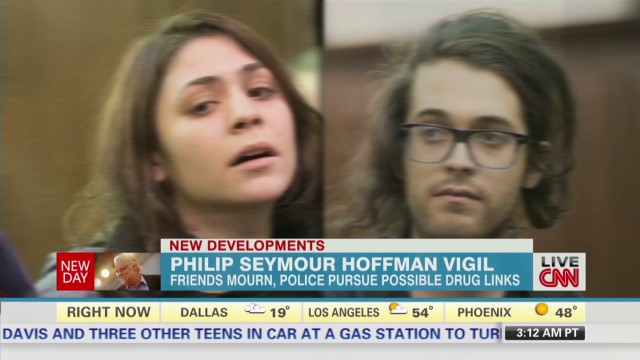 NEW DEVELOPMENTS
NEW DAY
PHILIP SEYMOUR HOFFMAN VIGIL
FRIENDS MOURN, POLICE PURSUE POSSIBLE DRUG LINKS
LIVE
CNN
RIGHT NOW DALLAS 19° LOS ANGELES 54° PHOENIX 48°
DAVIS AND THREE OTHER TEENS IN CAR AT A GAS STATION TO TUR
3:12 AM PT